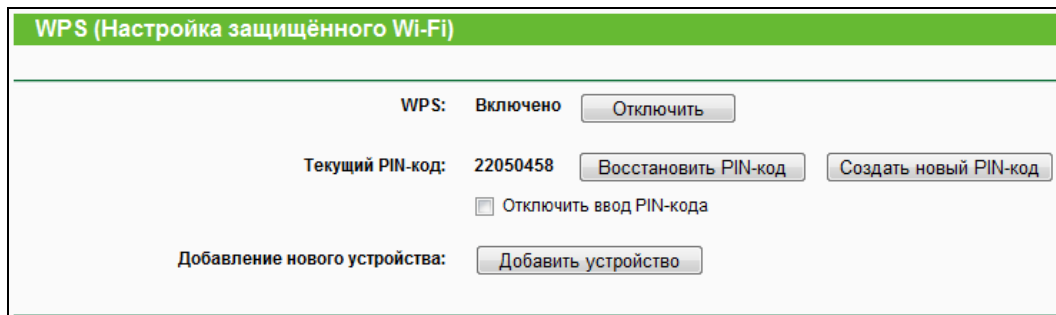 WPS (Настройка защищённого Wi-Fi)
WPS: Включено Отключить
Текущий PIN-код: 22050458 Восстановить PIN-код Создать новый PIN-код
Отключить ввод PIN-кода
Добавление нового устройства: Добавить устройство